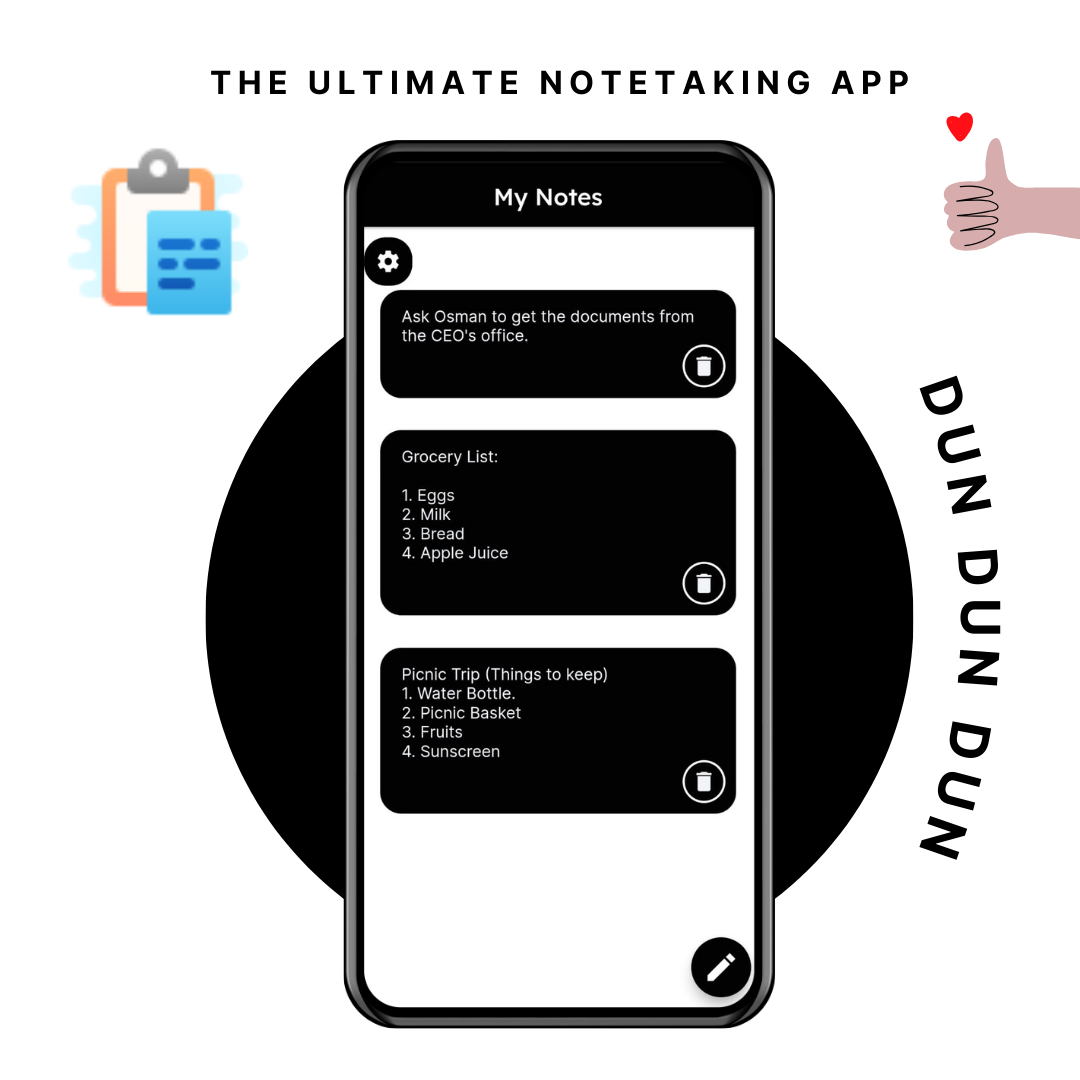 THE ULTIMATE NOTETAKING APP
My Notes
Ask Osman to get the documents from
the CEO's office.
Grocery List:
1. Eggs
2. Milk
3. Bread
4. Apple Juice
Picnic Trip (Things to keep)
1. Water Bottle.
2. Picnic Basket
3. Fruits
4. Sunscreen
DUN DUN DUN